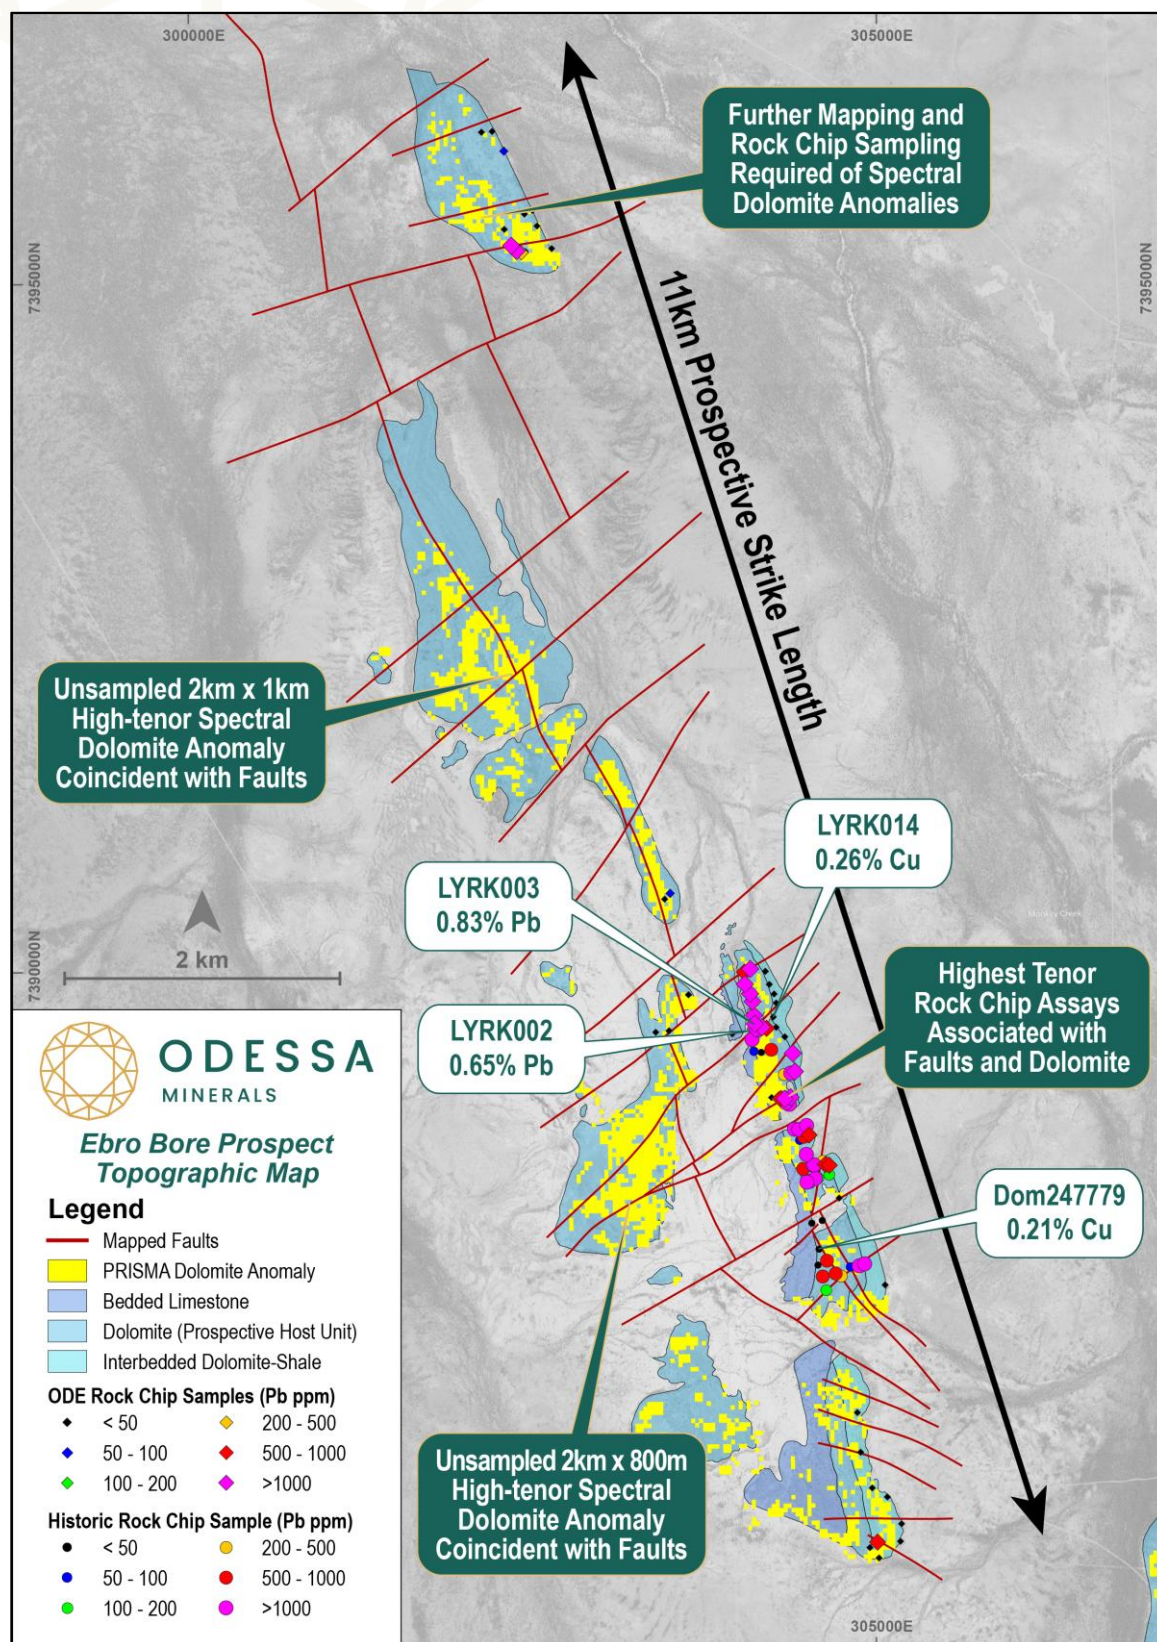 300000E
305000E
Further Mapping and
Rock Chip Sampling
Required of Spectral
Dolomite Anomalies
7395000N
7395000N
11km Prospective Strike Length
Unsampled 2km x 1km
High-tenor Spectral
Dolomite Anomaly
Coincident with Faults
LYRK014
0.26% Cu
LYRK003
0.83% Pb
2 km
7390000N
LYRK002
0.65% Pb
Highest Tenor
Rock Chip Assays
Associated with
Faults and Dolomite
Dom247779
0.21% Cu
Unsampled 2km x 800m
High-tenor Spectral
Dolomite Anomaly
Coincident with Faults
ODESSA
MINERALS
Ebro Bore Prospect
Topographic Map
Legend
Mapped Faults
PRISMA Dolomite Anomaly
Bedded Limestone
Dolomite (Prospective Host Unit)
Interbedded Dolomite-Shale
ODE Rock Chip Samples (Pb ppm)
< 50
50 - 100
100 - 200
200 - 500
500 - 1000
>1000
Historic Rock Chip Sample (Pb ppm)
< 50
50 - 100
100 - 200
200 - 500
500 - 1000
>1000
305000E